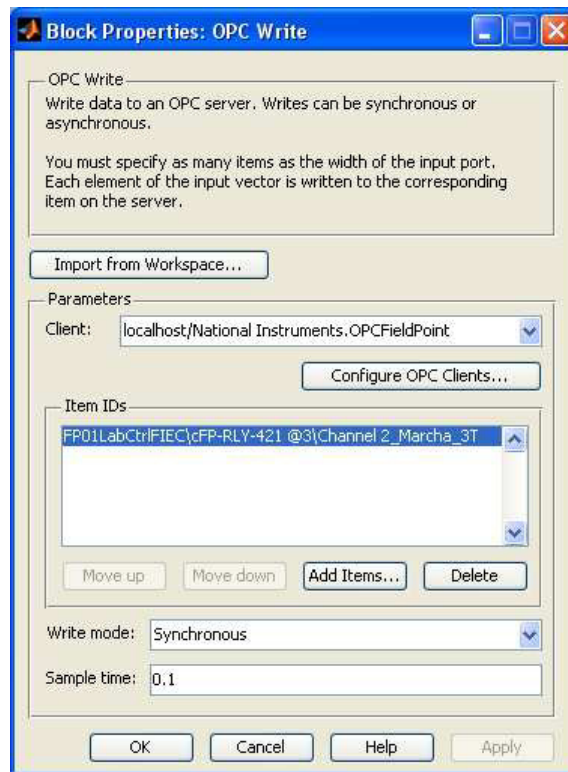 Block Properties: OPC Write
OPC Write
Write data to an OPC server. Writes can be synchronous or
asynchronous.
You must specify as many items as the width of the input port.
Each element of the input vector is written to the corresponding
item on the server.
Import from Workspace...
Parameters
Client: localhost/National Instruments.OPCFieldPoint
Configure OPC Clients...
Item IDs
FP01LabCtrlFIEC\cFP-RLY-421 @3\Channel 2_Marcha_3T
Move up Move down Add Items... Delete
Write mode: Synchronous
Sample time: 0.1
OK Cancel Help Apply